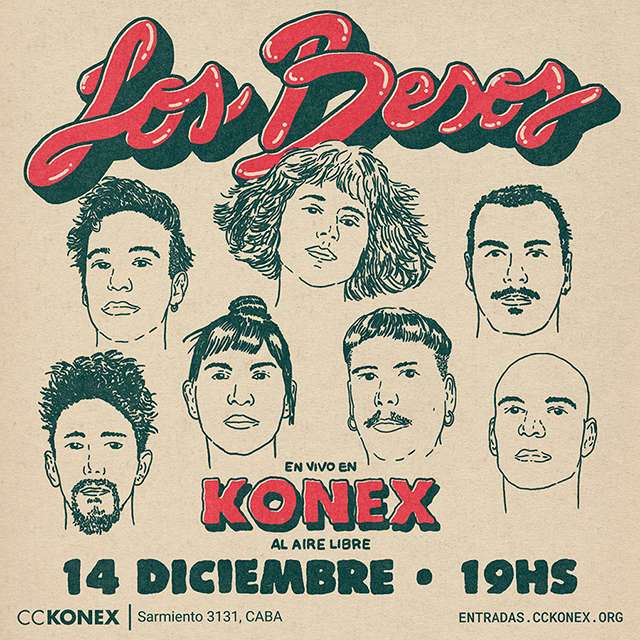 Los Besos
EN VIVO EN
KONEX
AL AIRE LIBRE
14 DICIEMBRE • 19HS
CCKONEX | Sarmiento 3131, CABA
ENTRADAS.CCKONEX.ORG